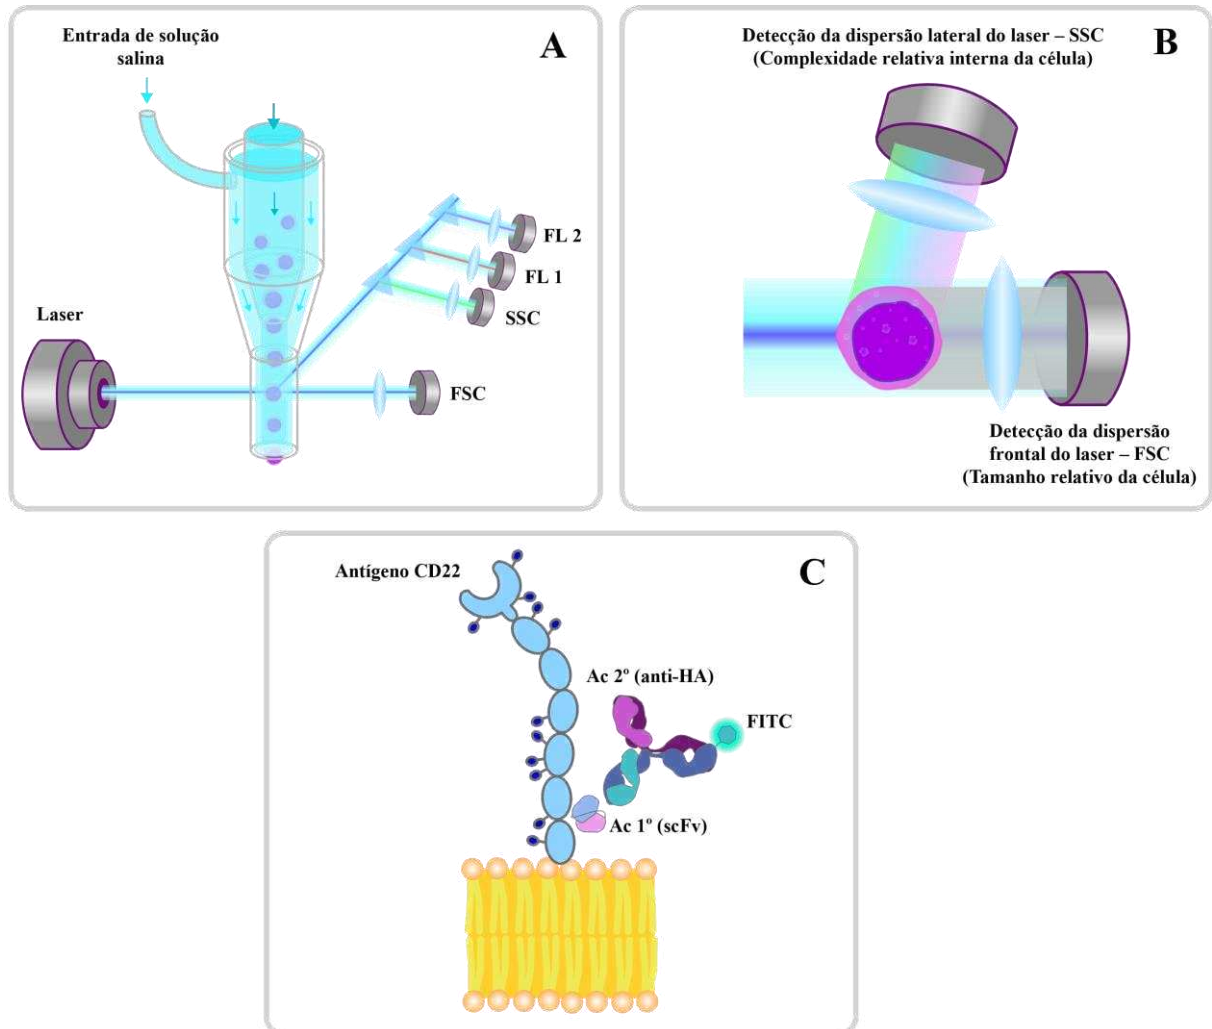 Entrada de solução
salina
A
Laser
FL 2
FL 1
SSC
FSC
Detecção da dispersão lateral do laser – SSC
(Complexidade relativa interna da célula)
B
Detecção da dispersão
frontal do laser – FSC
(Tamanho relativo da célula)
Antígeno CD22
C
Ac 2º (anti-HA)
FITC
Ac 1º (scFv)